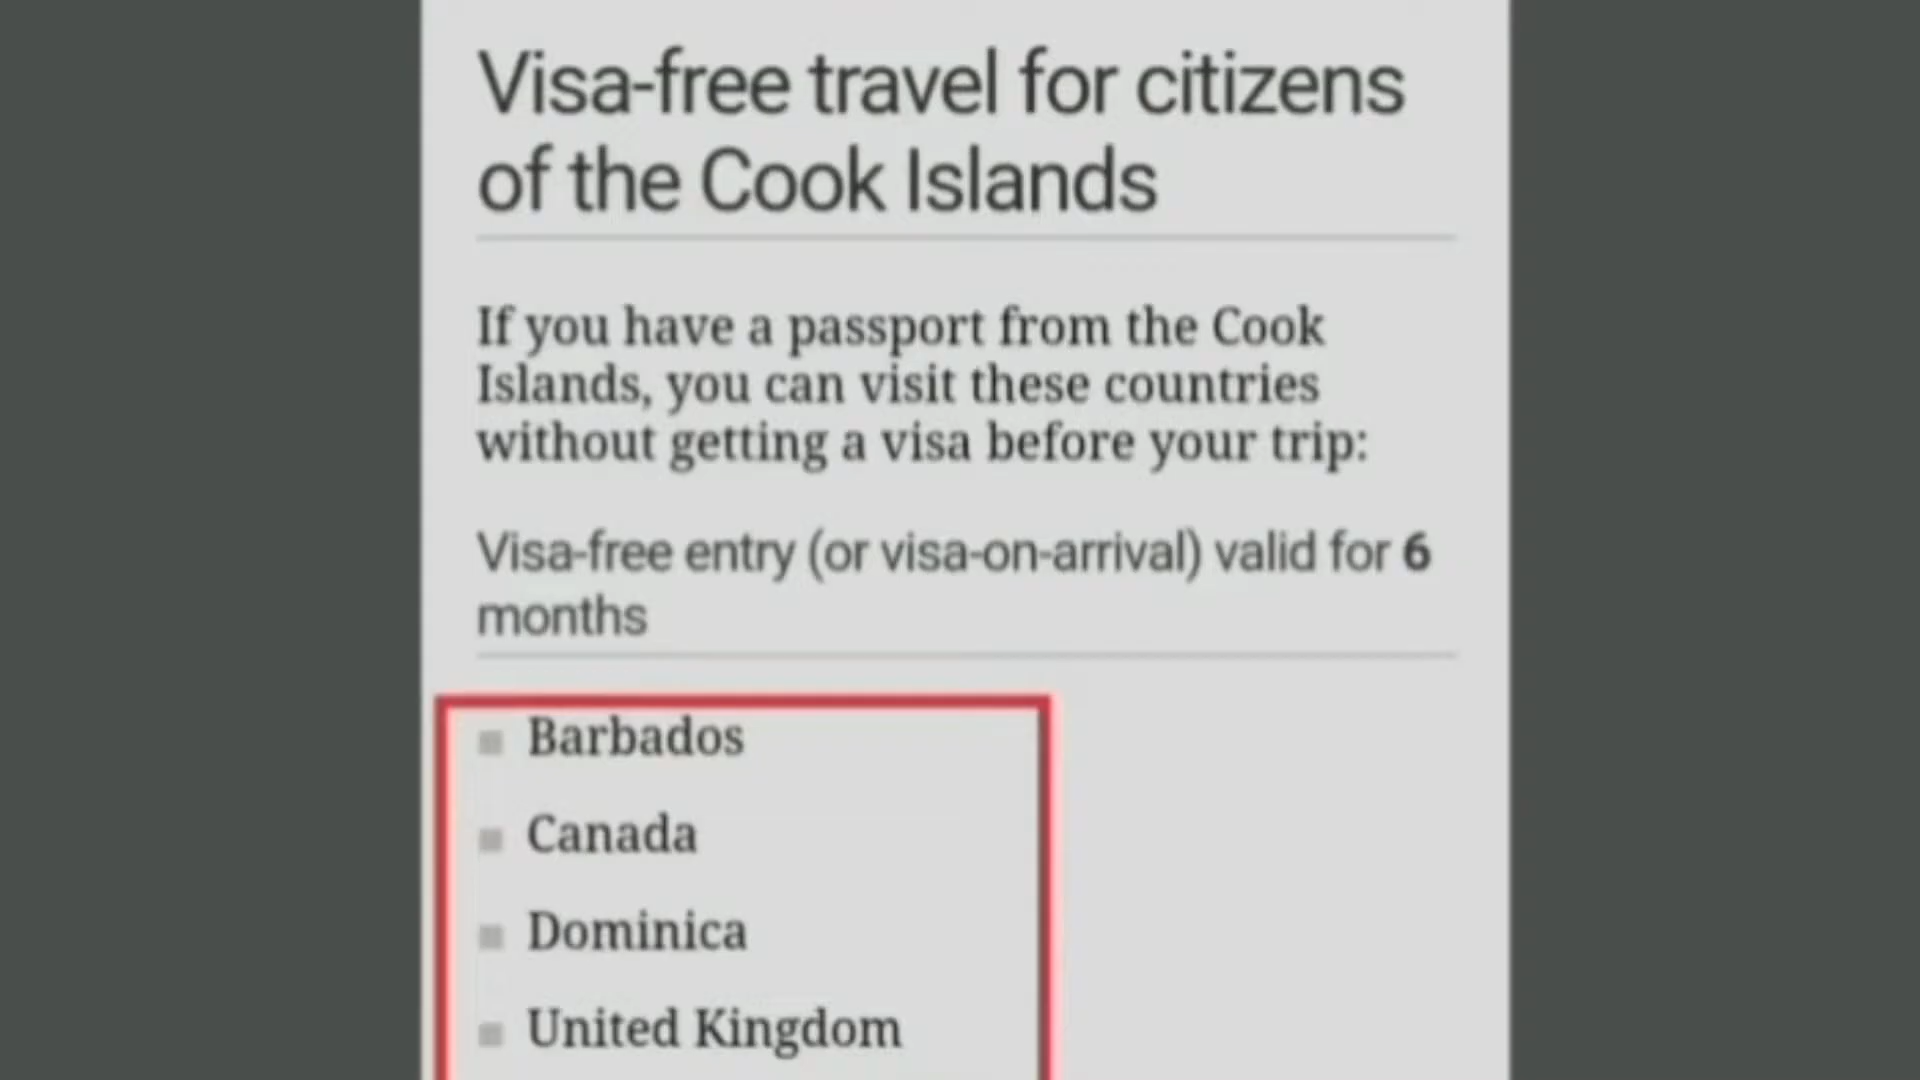 Visa-free travel for citizens
of the Cook Islands
If you have a passport from the Cook
Islands, you can visit these countries
without getting a visa before your trip:
Visa-free entry (or visa-on-arrival) valid for 6
months
Barbados
Canada
Dominica
United Kingdom